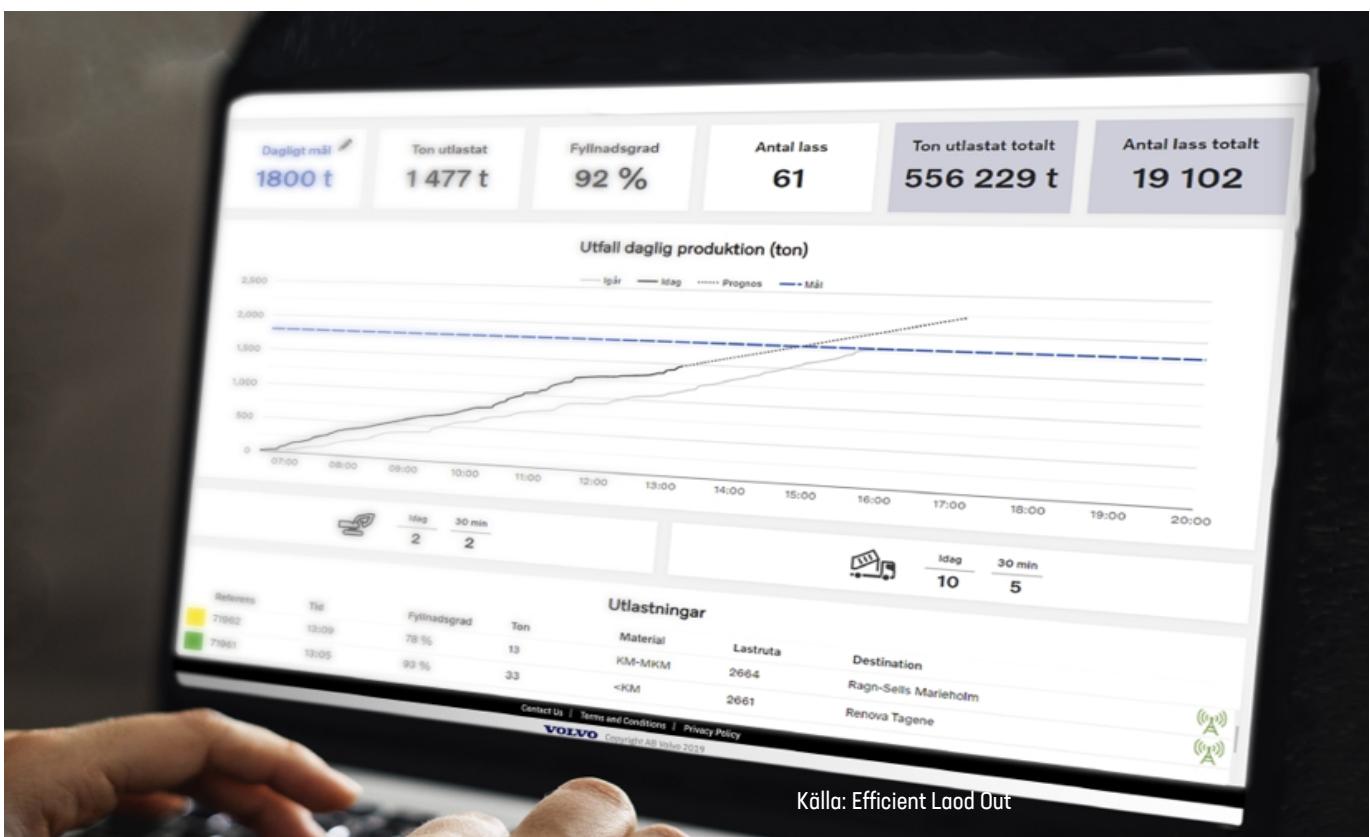 Dagligt mål Ton utlastat Fyllnadsgrad Antal lass Ton utlastat totalt Antal lass totalt
1800 t 1 477 t 92 % 61 556 229 t 19 102
Utfall daglig produktion (ton)
Igår Idag Prognos Mål
2,500
2,000
1,500
1,000
500
0
07:00 08:00 09:00 10:00 11:00 12:00 13:00 14:00 15:00 16:00 17:00 18:00 19:00 20:00
Idag 30 min Idag 30 min
2 2 10 5
Utlastningar
Referens Tid Fyllnadsgrad Ton Material Lastruta Destination
71962 13:09 78 % 13 KM-MKM 2664 Ragn-Sells Marieholm
71961 13:05 93 % 33 <KM 2661 Renova Tagene
Contact Us | Terms and Conditions | Privacy Policy
VOLVO Copyright AB Volvo 2019
Källa: Efficient Laod Out